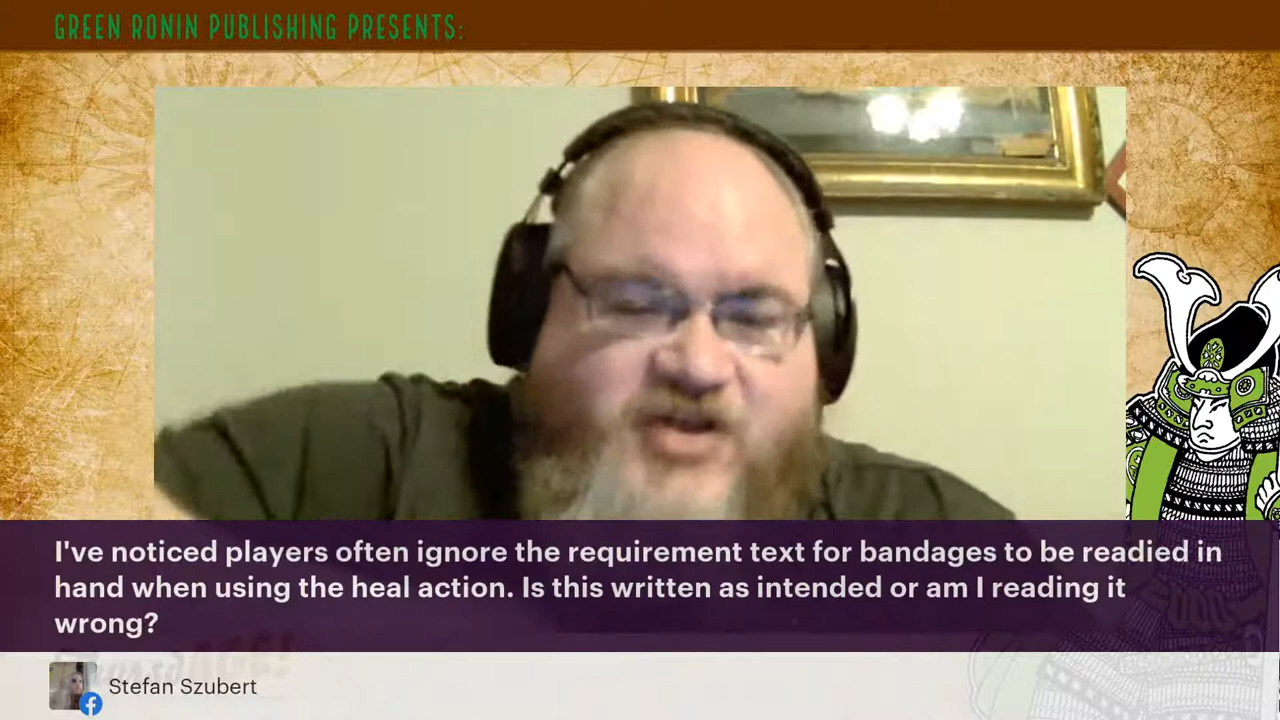 GREEN RONIN PUBLISHING PRESENTS:
I've noticed players often ignore the requirement text for bandages to be readied in
hand when using the heal action. Is this written as intended or am I reading it
wrong?
Stefan Szubert